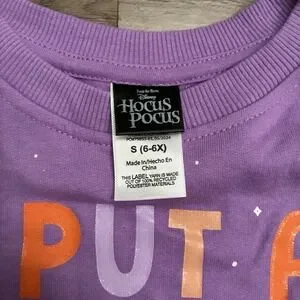 Disney
HOCUS
POCUS
S (6-6X)
Made In/Hecho En
China
THIS LABEL YARN IS MADE
OUT OF 100% RECYCLED
POLYESTER MATERIALS
PUT A